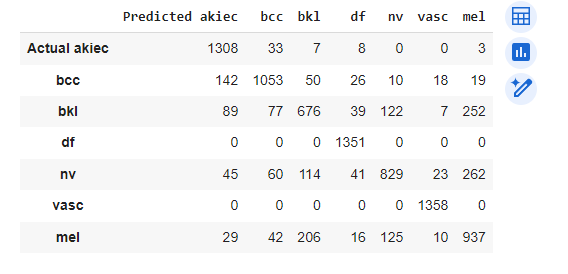 Predicted akiec bcc bkl df nv vasc mel
Actual akiec 1308 33 7 8 0 0 3
bcc 142 1053 50 26 10 18 19
bkl 89 77 676 39 122 7 252
df 0 0 0 1351 0 0 0
nv 45 60 114 41 829 23 262
vasc 0 0 0 0 0 1358 0
mel 29 42 206 16 125 10 937